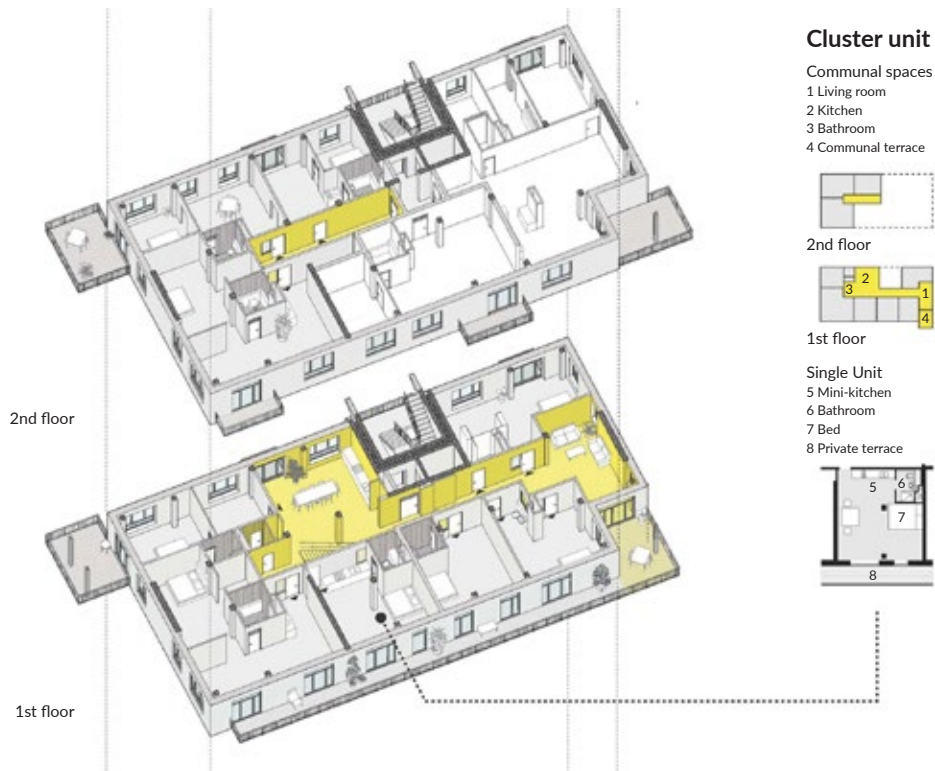 Cluster unit
Communal spaces
1 Living room
2 Kitchen
3 Bathroom
4 Communal terrace
2nd floor
2
3
1
4
1st floor
Single Unit
5 Mini-kitchen
6 Bathroom
7 Bed
8 Private terrace
5
6
7
8
2nd floor
1st floor